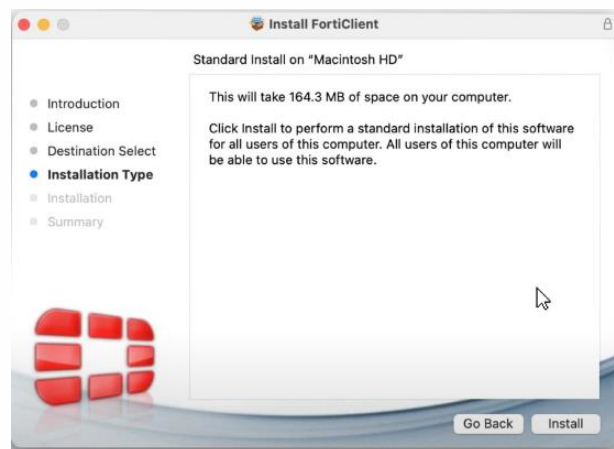 Install FortiClient
Standard Install on “Macintosh HD”
Introduction
License
Destination Select
Installation Type
Installation
Summary
This will take 164.3 MB of space on your computer.
Click Install to perform a standard installation of this software
for all users of this computer. All users of this computer will
be able to use this software.
Go Back
Install